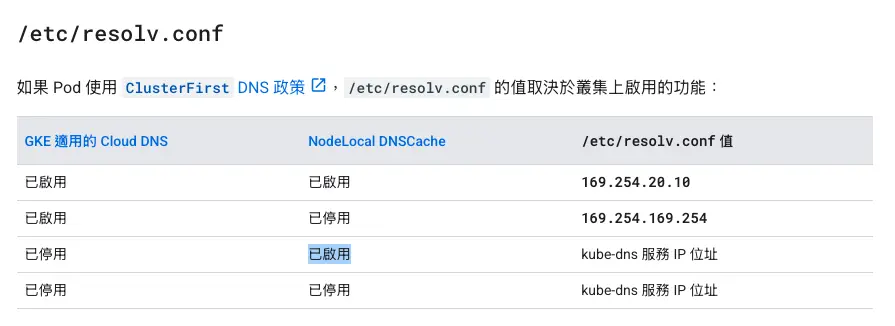 /etc/resolv.conf
如果 Pod 使用 ClusterFirst DNS 政策，/etc/resolv.conf 的值取決於叢集上啟用的功能：
GKE 適用的 Cloud DNS NodeLocal DNSCache /etc/resolv.conf 值
已啟用 已啟用 169.254.20.10
已啟用 已停用 169.254.169.254
已停用 已啟用 kube-dns 服務 IP 位址
已停用 已停用 kube-dns 服務 IP 位址